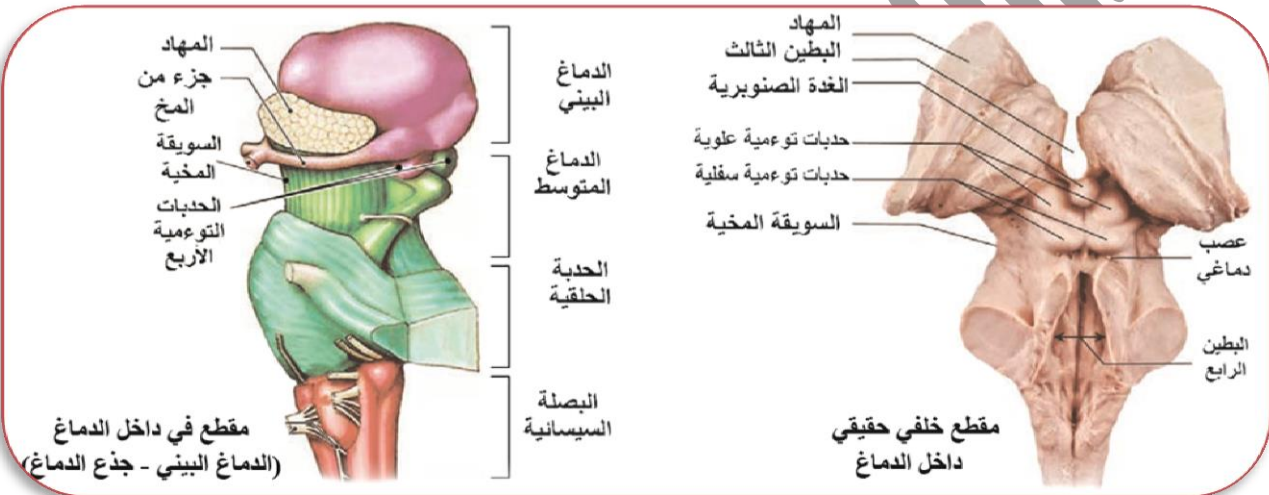 المهاد
البطين الثالث
الغدة الصنوبرية
حدبات توءمية علوية
حدبات توءمية سفلية
السويقة المخية
عصب
دماغي
البطين
الرابع
مقطع خلفي حقيقي
داخل الدماغ
المهاد
جزء من
المخ
السويقة
المخية
الحدبات
التوءمية
الأربع
الدماغ
البيني
الدماغ
المتوسط
الحدبة
الحلقية
البصلة
السيسائية
مقطع في داخل الدماغ
(الدماغ البيني - جذع الدماغ)